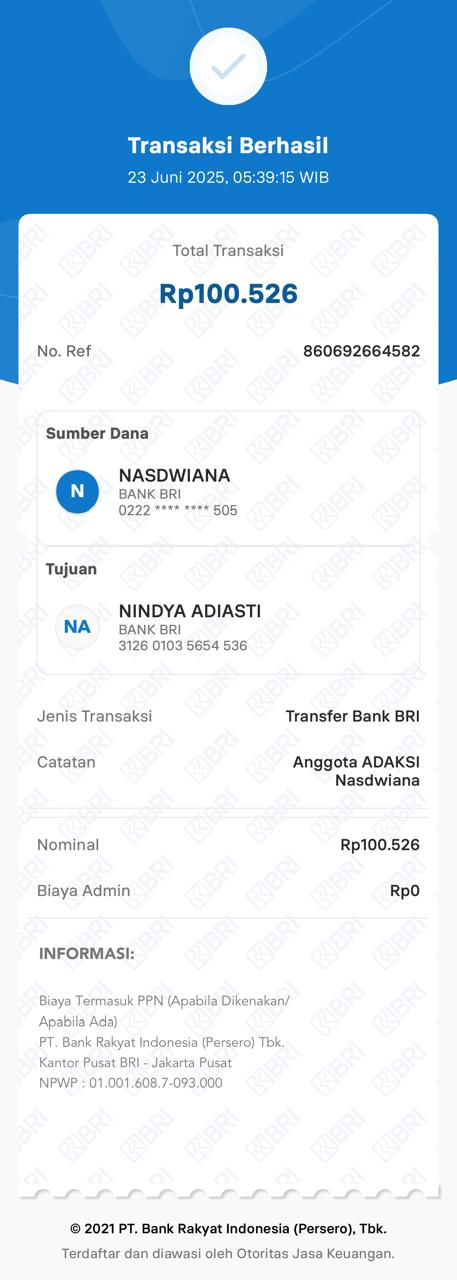 Transaksi Berhasil
23 Juni 2025, 05:39:15 WIB
Total Transaksi
Rp100.526
No. Ref 860692664582
Sumber Dana
N
NASDWIANA
BANK BRI
0222 **** **** 505
Tujuan
NA
NINDYA ADIASTI
BANK BRI
3126 0103 5654 536
Jenis Transaksi Transfer Bank BRI
Catatan Anggota ADAKSI
Nasdwiana
Nominal Rp100.526
Biaya Admin Rp0
INFORMASI:
Biaya Termasuk PPN (Apabila Dikenakan/
Apabila Ada)
PT. Bank Rakyat Indonesia (Persero) Tbk.
Kantor Pusat BRI - Jakarta Pusat
NPWP : 01.001.608.7-093.000
© 2021 PT. Bank Rakyat Indonesia (Persero), Tbk.
Terdaftar dan diawasi oleh Otoritas Jasa Keuangan.